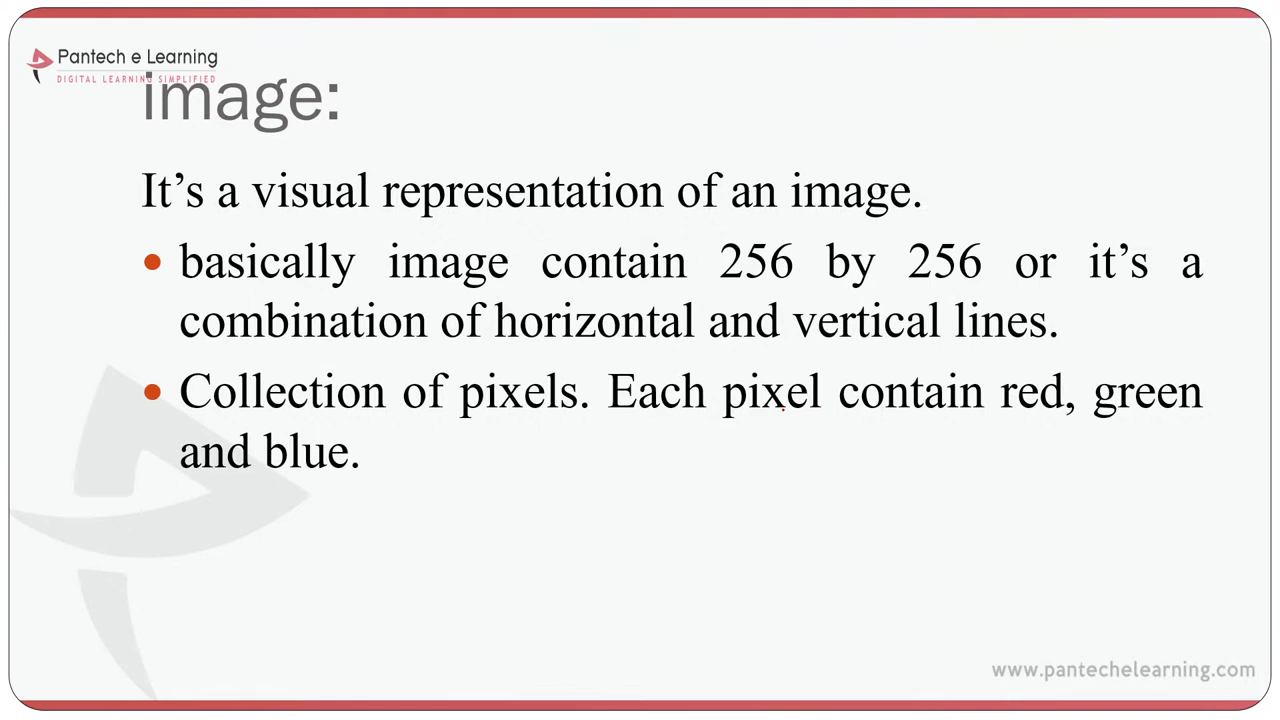 Pantech e Learning
DIGITAL LEARNING SIMPLIFIED
image:
It’s a visual representation of an image.
• basically image contain 256 by 256 or it’s a
combination of horizontal and vertical lines.
• Collection of pixels. Each pixel contain red, green
and blue.
www.pantechelearning.com